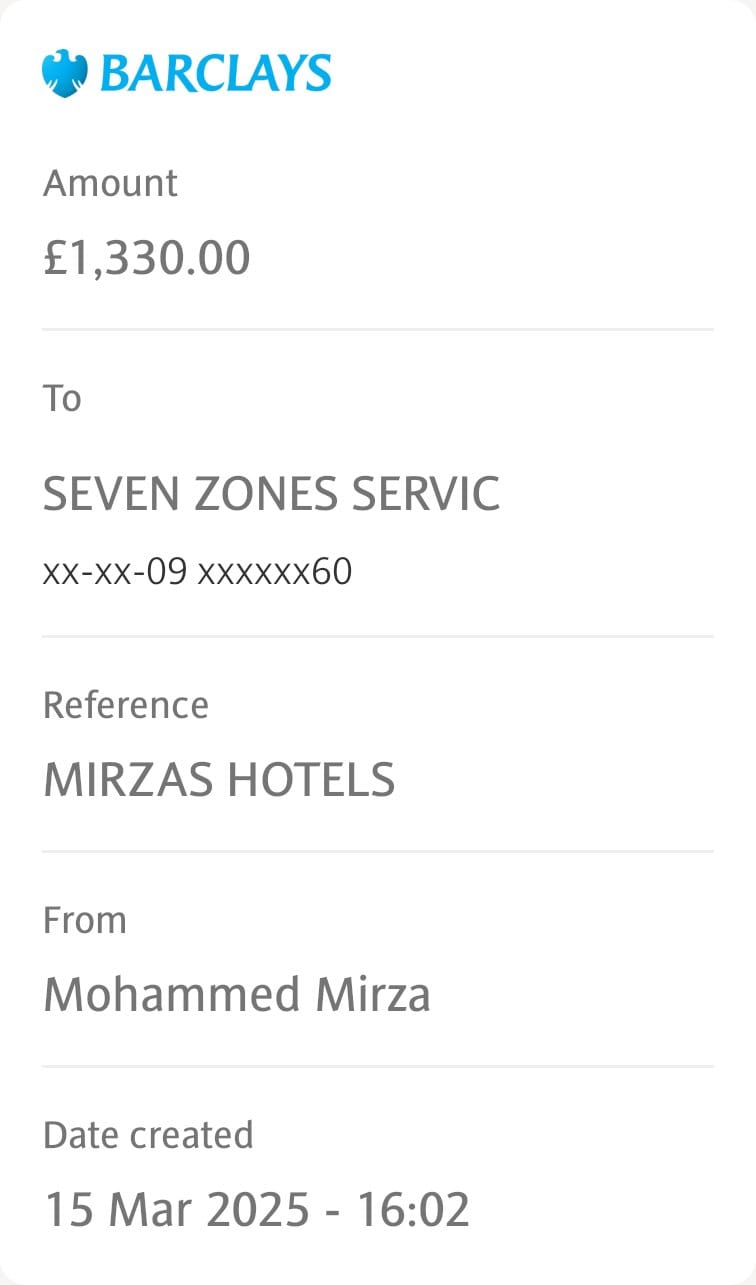 BARCLAYS
Amount
£1,330.00
To
SEVEN ZONES SERVIC
xx-xx-09 xxxxxx60
Reference
MIRZAS HOTELS
From
Mohammed Mirza
Date created
15 Mar 2025 - 16:02